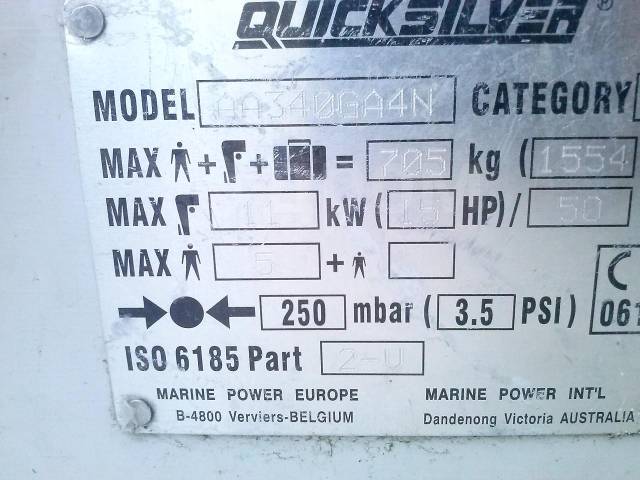 QUICKSILVER®
MODEL AA340GA4N CATEGORY
MAX + + = 705 kg (1554
MAX 11 kW (15 HP)/ 50
MAX 5 +
250 mbar (3.5 PSI)
ISO 6185 Part 2-U
MARINE POWER EUROPE MARINE POWER INT'L
B-4800 Verviers-BELGIUM Dandenong Victoria AUSTRALIA